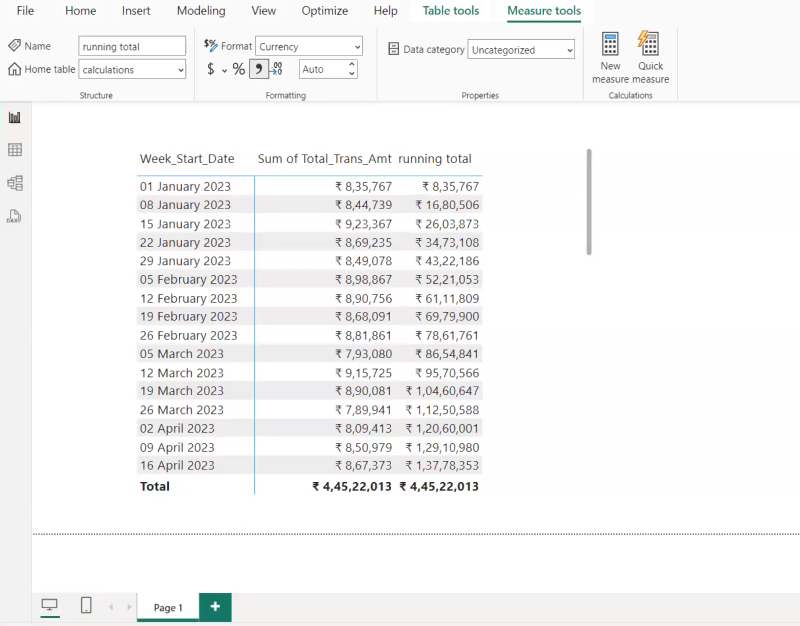 File Home Insert Modeling View Optimize Help Table tools Measure tools
Name running total
Home table calculations
Structure
$% Format Currency
$ % 9 .00 Auto
Formatting
Data category Uncategorized
Properties
New measure
Quick measure
Calculations
Week_Start_Date Sum of Total_Trans_Amt running total
01 January 2023 ₹ 8,35,767 ₹ 8,35,767
08 January 2023 ₹ 8,44,739 ₹ 16,80,506
15 January 2023 ₹ 9,23,367 ₹ 26,03,873
22 January 2023 ₹ 8,69,235 ₹ 34,73,108
29 January 2023 ₹ 8,49,078 ₹ 43,22,186
05 February 2023 ₹ 8,98,867 ₹ 52,21,053
12 February 2023 ₹ 8,90,756 ₹ 61,11,809
19 February 2023 ₹ 8,68,091 ₹ 69,79,900
26 February 2023 ₹ 8,81,861 ₹ 78,61,761
05 March 2023 ₹ 7,93,080 ₹ 86,54,841
12 March 2023 ₹ 9,15,725 ₹ 95,70,566
19 March 2023 ₹ 8,90,081 ₹ 1,04,60,647
26 March 2023 ₹ 7,89,941 ₹ 1,12,50,588
02 April 2023 ₹ 8,09,413 ₹ 1,20,60,001
09 April 2023 ₹ 8,50,979 ₹ 1,29,10,980
16 April 2023 ₹ 8,67,373 ₹ 1,37,78,353
Total ₹ 4,45,22,013 ₹ 4,45,22,013
Page 1